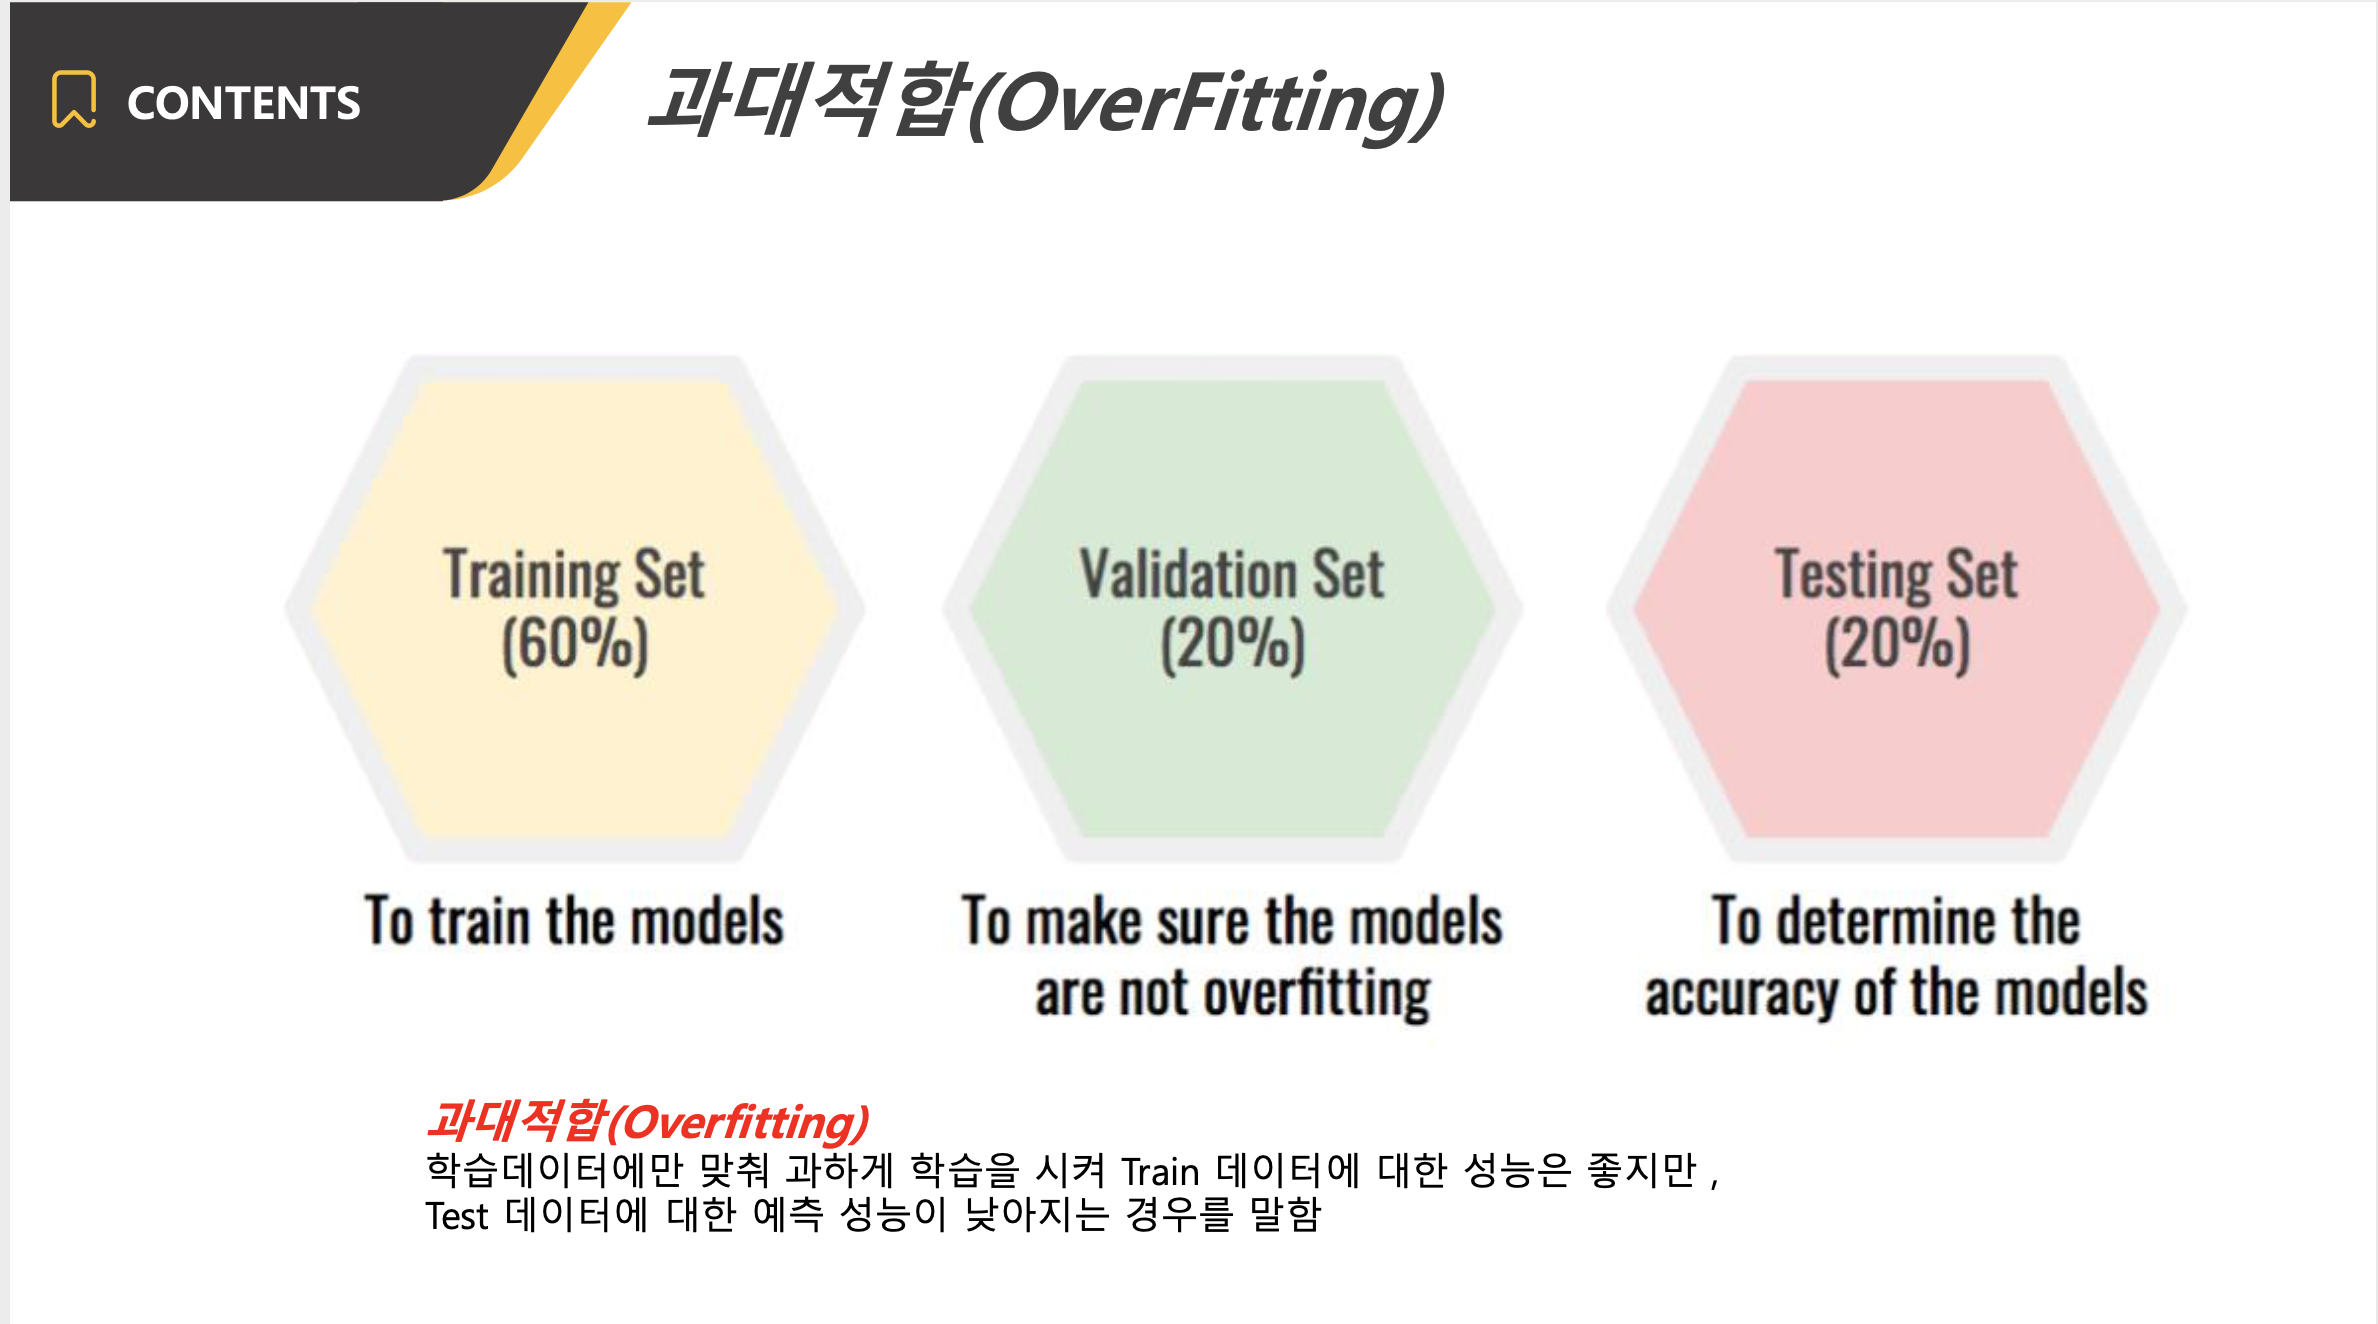 CONTENTS
과대적합(OverFitting)
Training Set
(60%)
Validation Set
(20%)
Testing Set
(20%)
To train the models
To make sure the models
are not overfitting
To determine the
accuracy of the models
과대적합(Overfitting)
학습데이터에만 맞춰 과하게 학습을 시켜 Train 데이터에 대한 성능은 좋지만 ,
Test 데이터에 대한 예측 성능이 낮아지는 경우를 말함